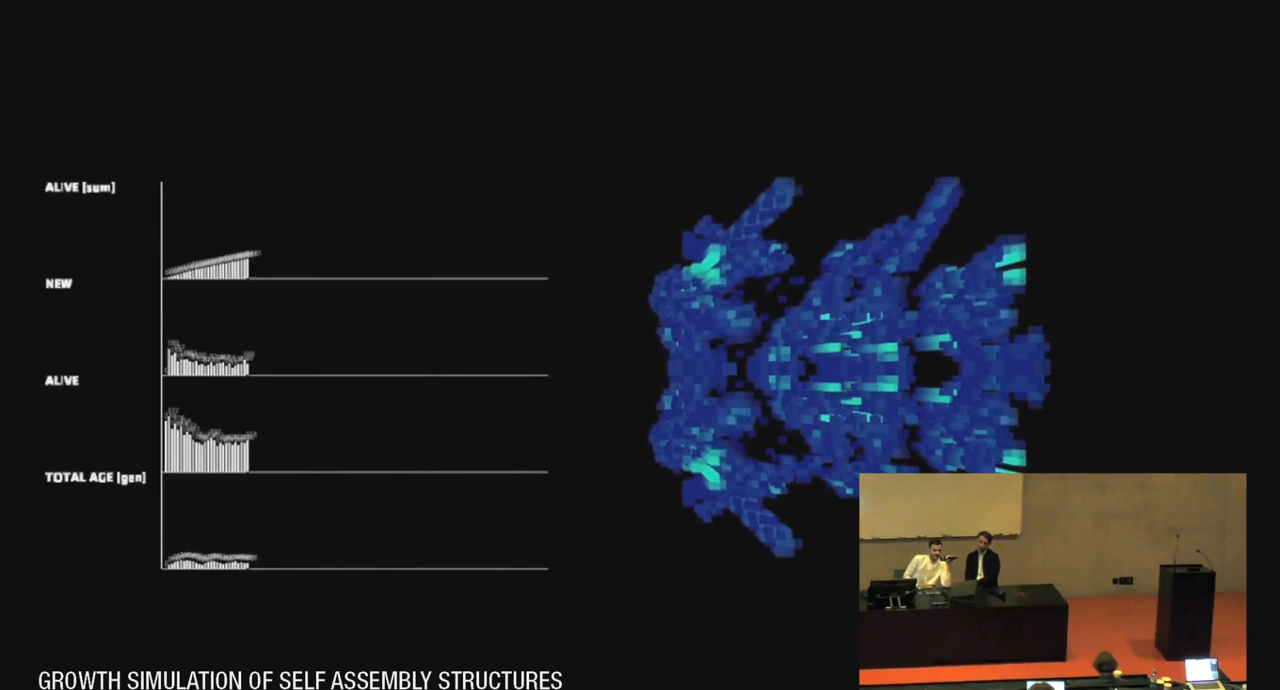 ALIVE [sum]
NEW
ALIVE
TOTAL AGE [gen]
GROWTH SIMULATION OF SELF ASSEMBLY STRUCTURES